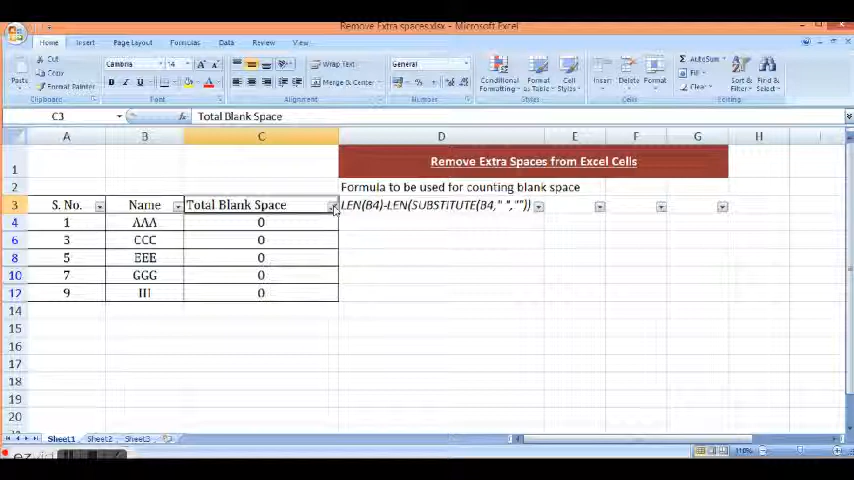 Remove Extra spaces.xlsx - Microsoft Excel
Home Insert Page Layout Formulas Data Review View
Cut
Copy
Format Painter
Paste
Clipboard
Cambria 14
B I U
Font
Wrap Text
Merge & Center
Alignment
General
Number
Conditional Formatting
Format as Table
Cell Styles
Styles
Insert Delete Format
Cells
Σ AutoSum
Fill
Clear
Sort & Filter
Find & Select
Editing
C3 fx Total Blank Space
A B C D E F G H I
1 Remove Extra Spaces from Excel Cells
2 Formula to be used for counting blank space
3 S. No. Name Total Blank Space LEN(B4)-LEN(SUBSTITUTE(B4," ",""))
4 1 AAA 0
6 3 CCC 0
8 5 EEE 0
10 7 GGG 0
12 9 III 0
14
15
16
17
18
19
20
Sheet1 Sheet2 Sheet3
110%